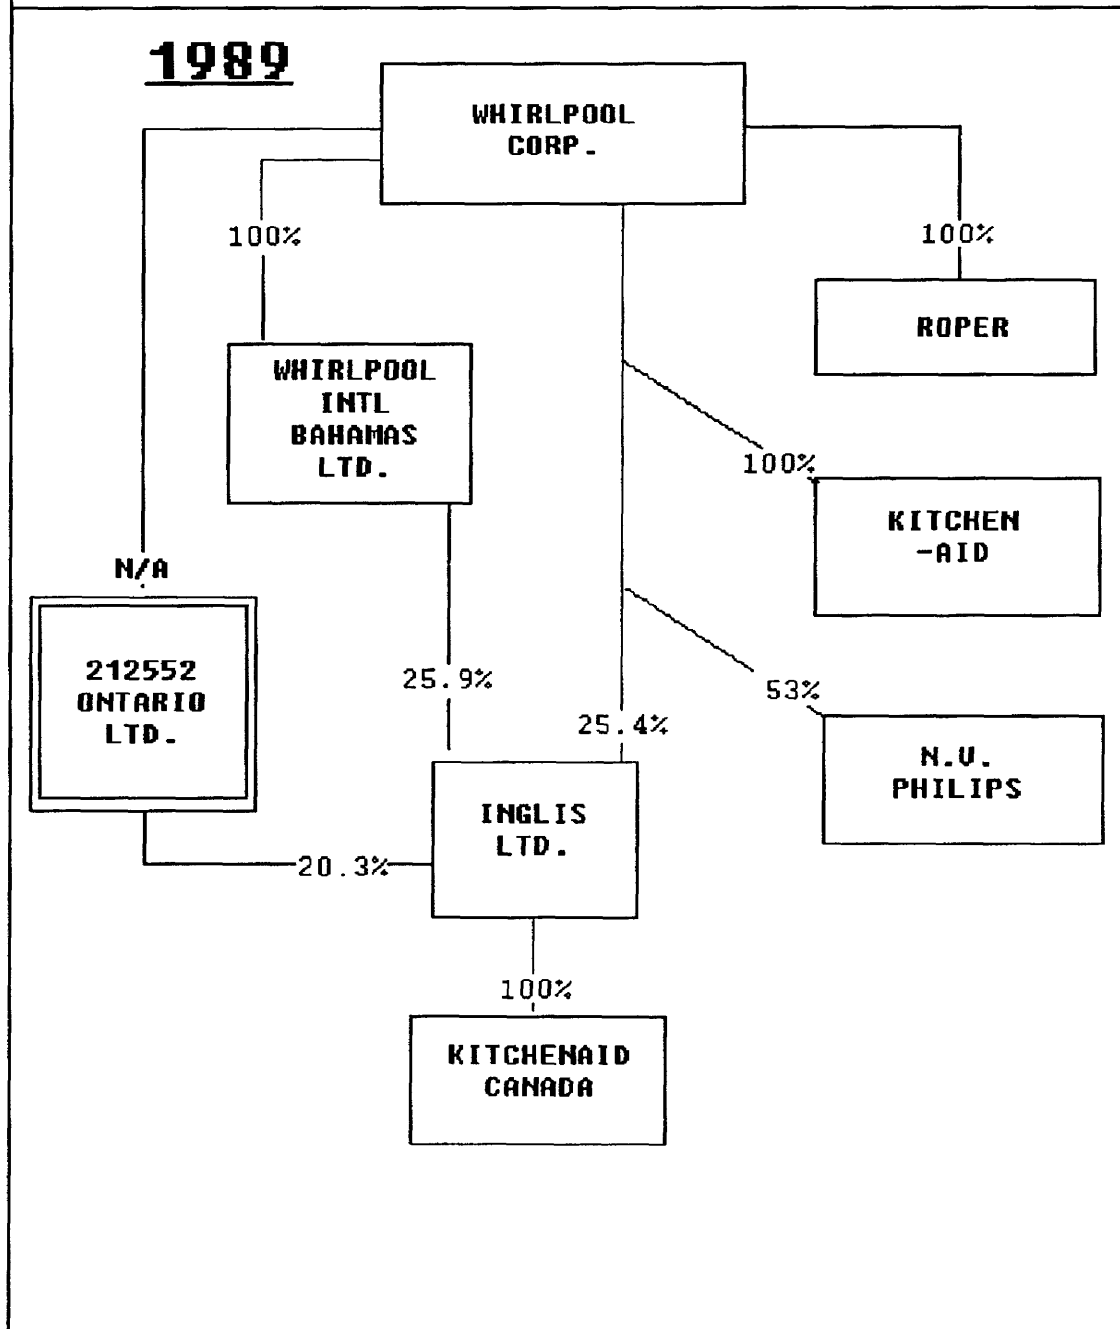 1989
WHIRLPOOL
CORP.
100%
100%
ROPER
WHIRLPOOL
INTL
BAHAMAS
LTD.
100%
KITCHEN
-AID
N/A
212552
ONTARIO
LTD.
25.9%
53%
25.4%
N.V.
PHILIPS
INGLIS
LTD.
20.3%
100%
KITCHENAID
CANADA